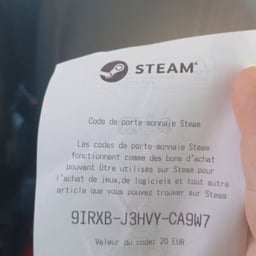 STEAM
Code de porte-monnaie Steam
Les codes de porte-monnaie Steam
fonctionnant comme des bons d'achat
pouvant Ûtre utilisés sur Steam pour
l'achat de jeux,de logiciels et tout autre
article que vous pouvez trouver sur Steam
9IRXB-J3HVY-CA9W7
Valeur du code: 20 EUR